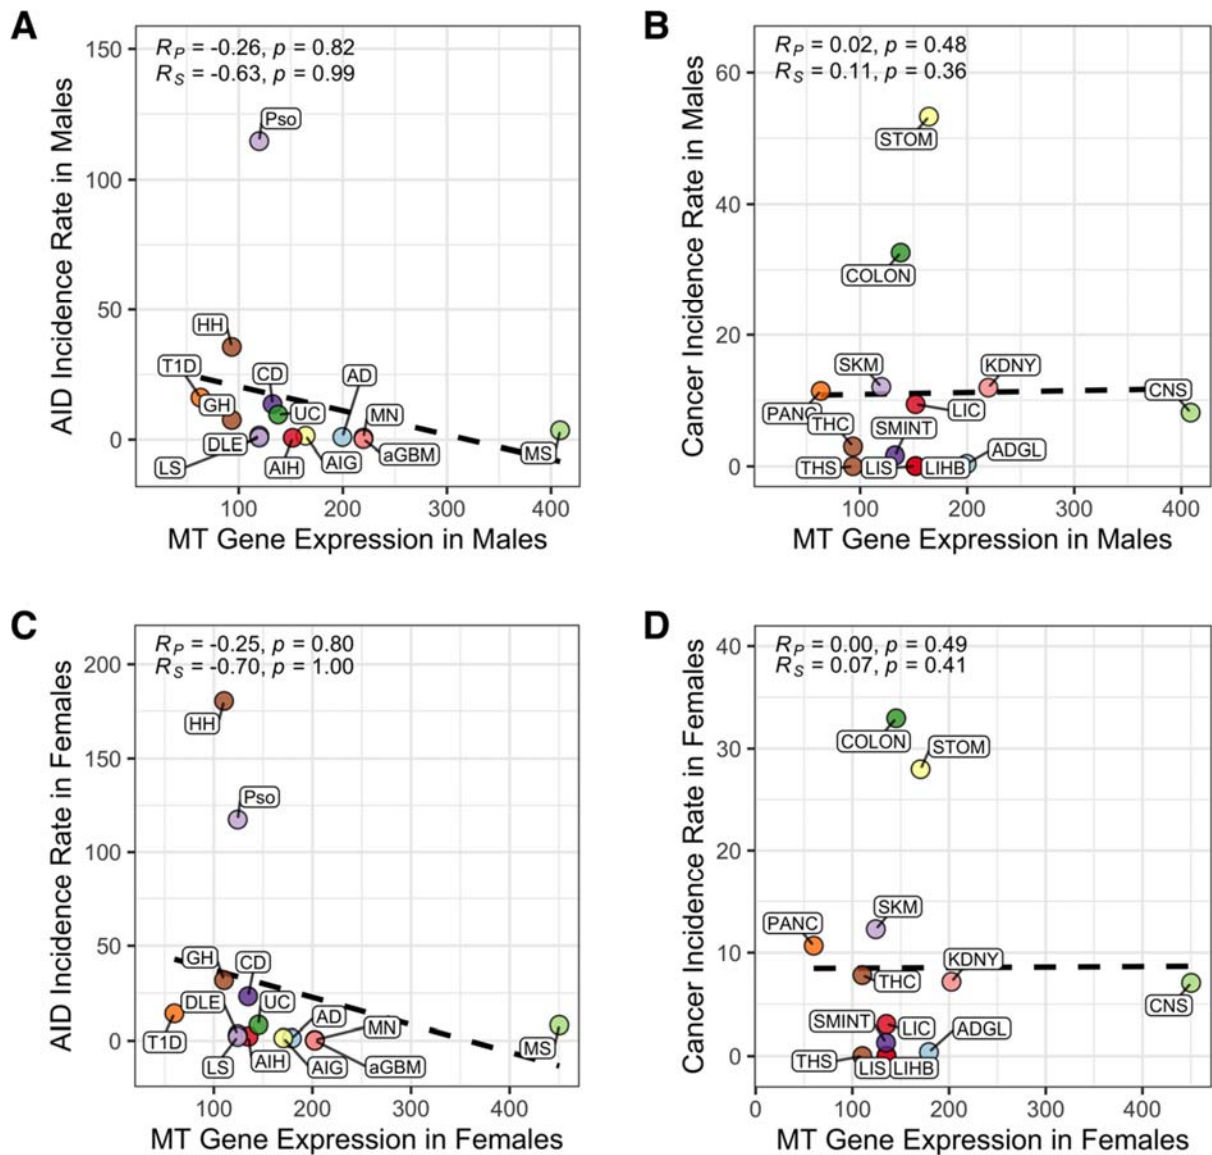 A
AID Incidence Rate in Males
R_P = -0.26, p = 0.82
R_S = -0.63, p = 0.99
150
100
50
0
Pso
HH
T1D
GH
CD
AD
UC
MN
DLE
LS
AIH
AIG
aGBM
MS
100 200 300 400
MT Gene Expression in Males
B
Cancer Incidence Rate in Males
R_P = 0.02, p = 0.48
R_S = 0.11, p = 0.36
60
40
20
0
STOM
COLON
SKM
KDNY
CNS
PANC
LIC
THC
SMINT
ADGL
THS
LIS
LIHB
100 200 300 400
MT Gene Expression in Males
C
AID Incidence Rate in Females
R_P = -0.25, p = 0.80
R_S = -0.70, p = 1.00
200
150
100
50
0
HH
Pso
GH
CD
DLE
UC
AD
MN
T1D
LS
AIH
AIG
aGBM
MS
100 200 300 400
MT Gene Expression in Females
D
Cancer Incidence Rate in Females
R_P = 0.00, p = 0.49
R_S = 0.07, p = 0.41
40
30
20
10
0
COLON
STOM
SKM
PANC
KDNY
THC
CNS
SMINT
LIC
ADGL
THS
LIS
LIHB
0 100 200 300 400
MT Gene Expression in Females